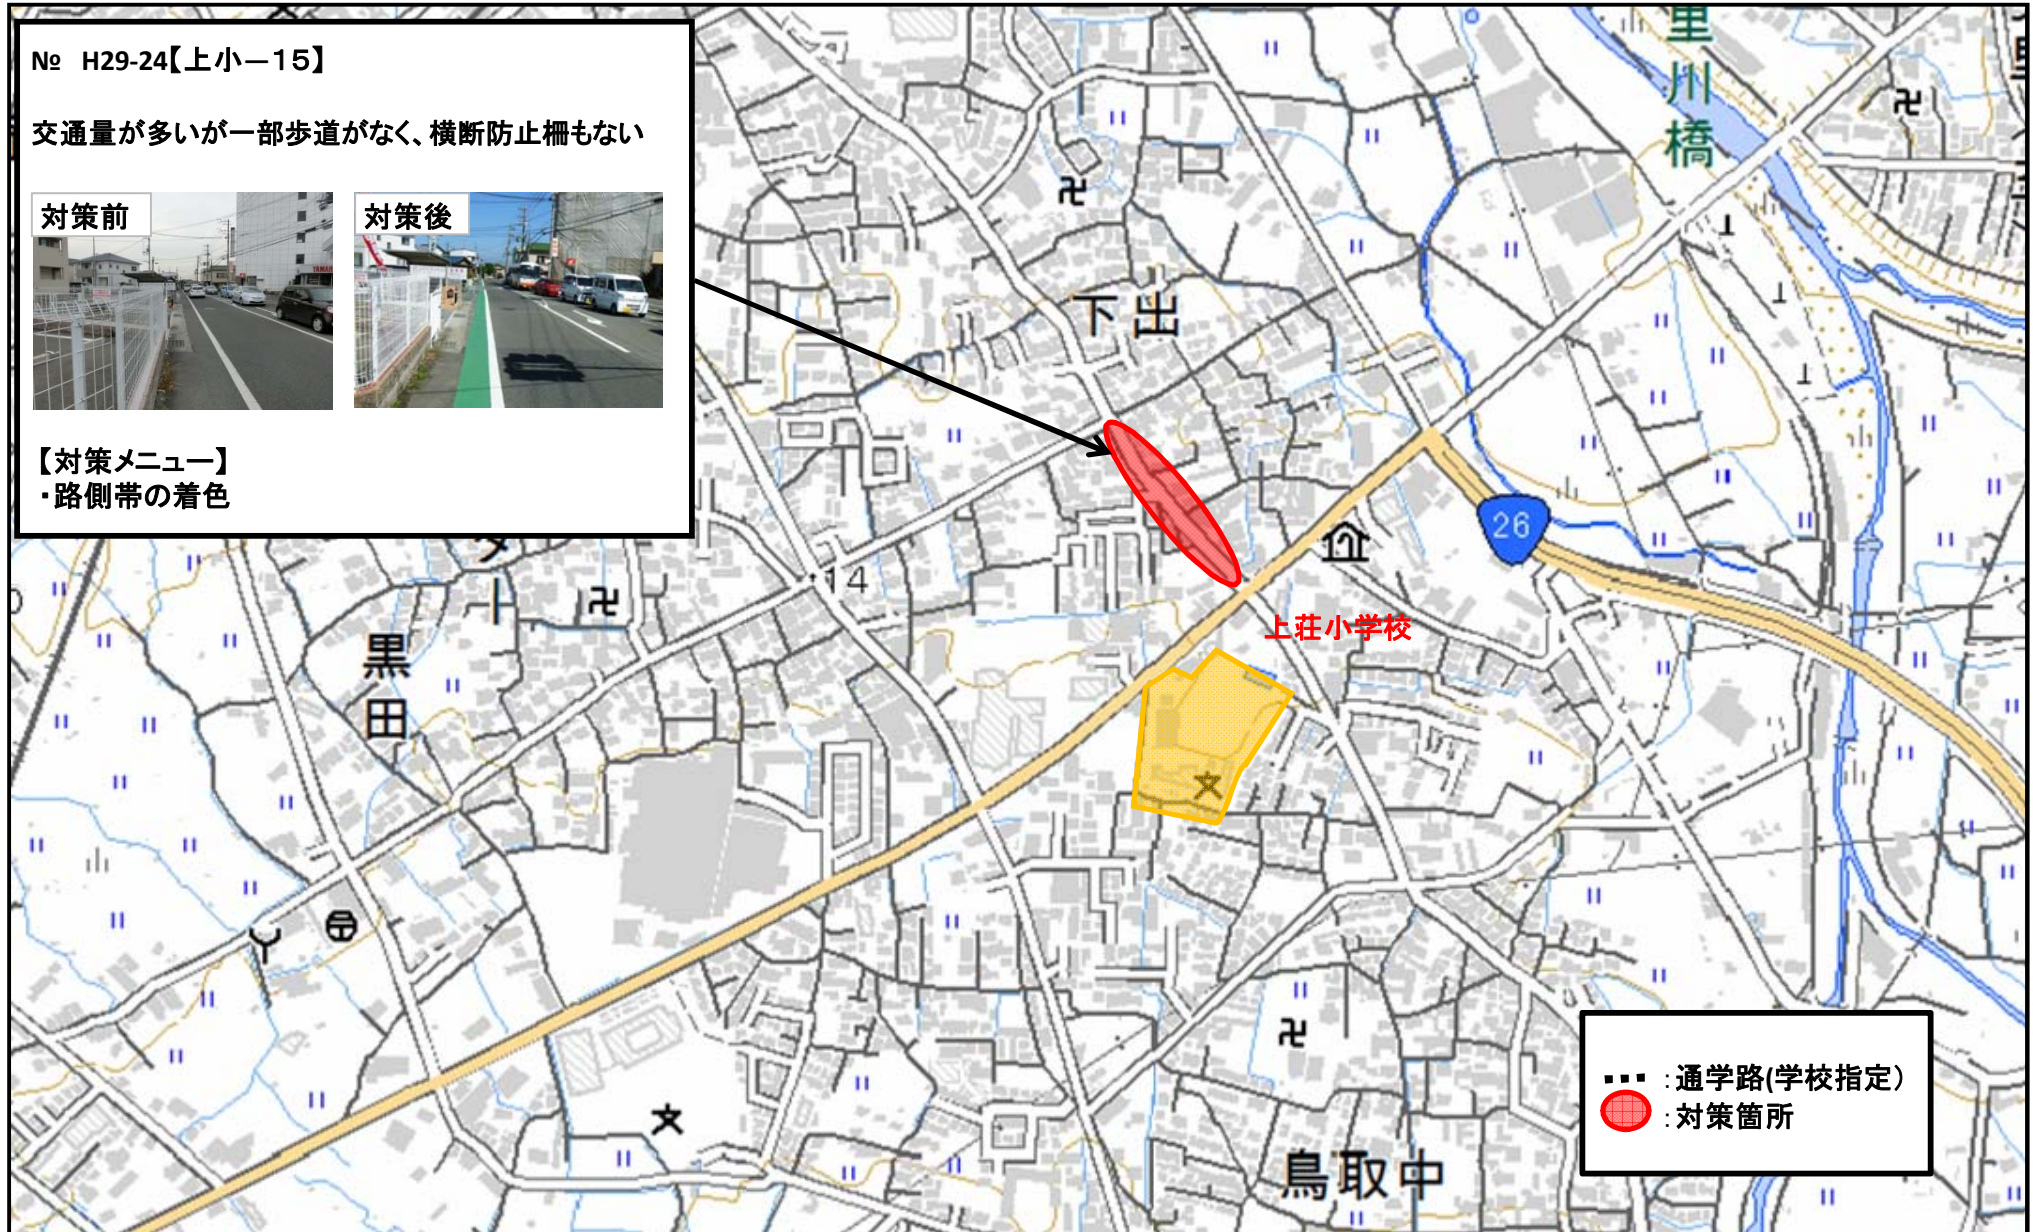 № H29-24【上小－15】
交通量が多いが一部歩道がなく、横断防止柵もない
対策前
対策後
【対策メニュー】
・路側帯の着色
里川橋
下出
26
14
上荘小学校
黒田
鳥取中
：通学路(学校指定）
：対策箇所